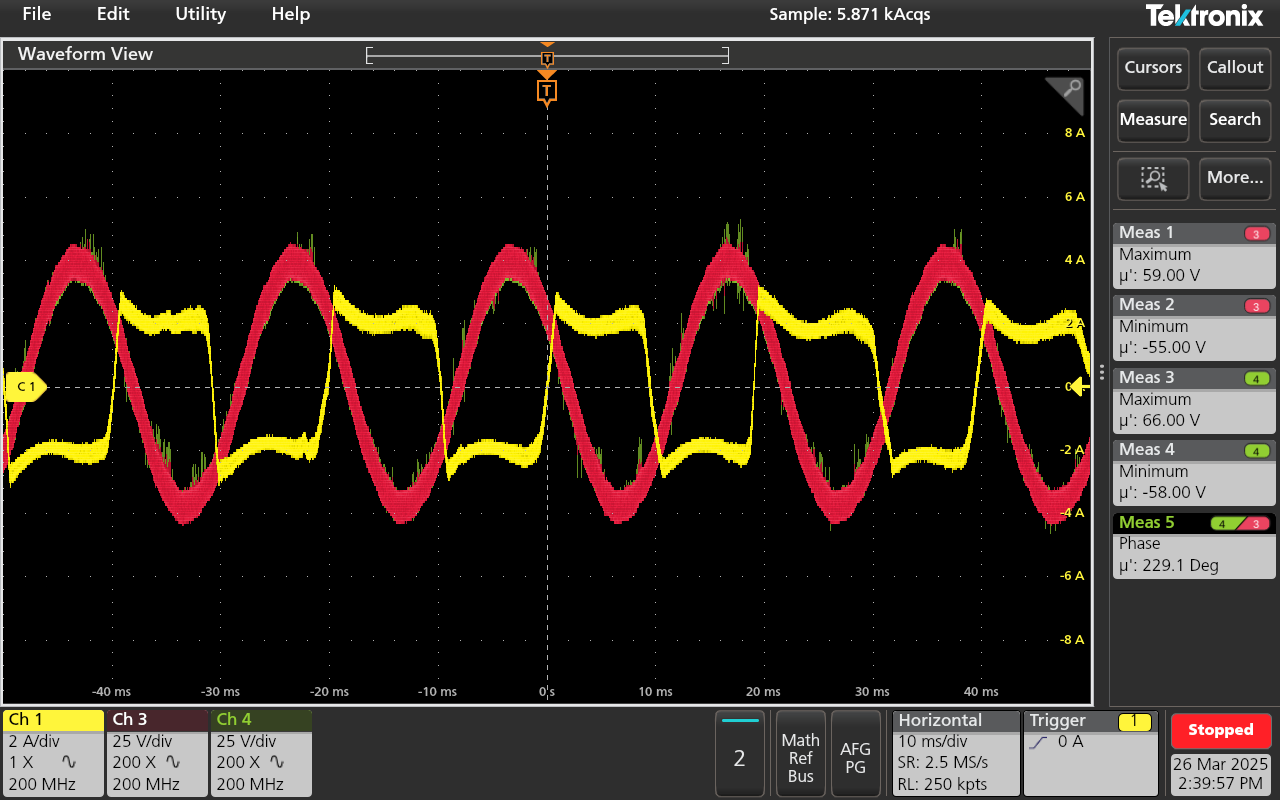 File Edit Utility Help Sample: 5.871 kAcqs Tektronix
Waveform View
T
T
Cursors Callout
Measure Search
More...
8 A
6 A
4 A
2 A
C 1
-2 A
-4 A
-6 A
-8 A
-40 ms -30 ms -20 ms -10 ms 0 s 10 ms 20 ms 30 ms 40 ms
Meas 1 3
Maximum
µ': 59.00 V
Meas 2 3
Minimum
µ': -55.00 V
Meas 3 4
Maximum
µ': 66.00 V
Meas 4 4
Minimum
µ': -58.00 V
Meas 5 4 3
Phase
µ': 229.1 Deg
Ch 1
2 A/div
1 X
200 MHz
Ch 3
25 V/div
200 X
200 MHz
Ch 4
25 V/div
200 X
200 MHz
2
Math
Ref
Bus
AFG
PG
Horizontal
10 ms/div
SR: 2.5 MS/s
RL: 250 kpts
Trigger 1
0 A
Stopped
26 Mar 2025
2:39:57 PM